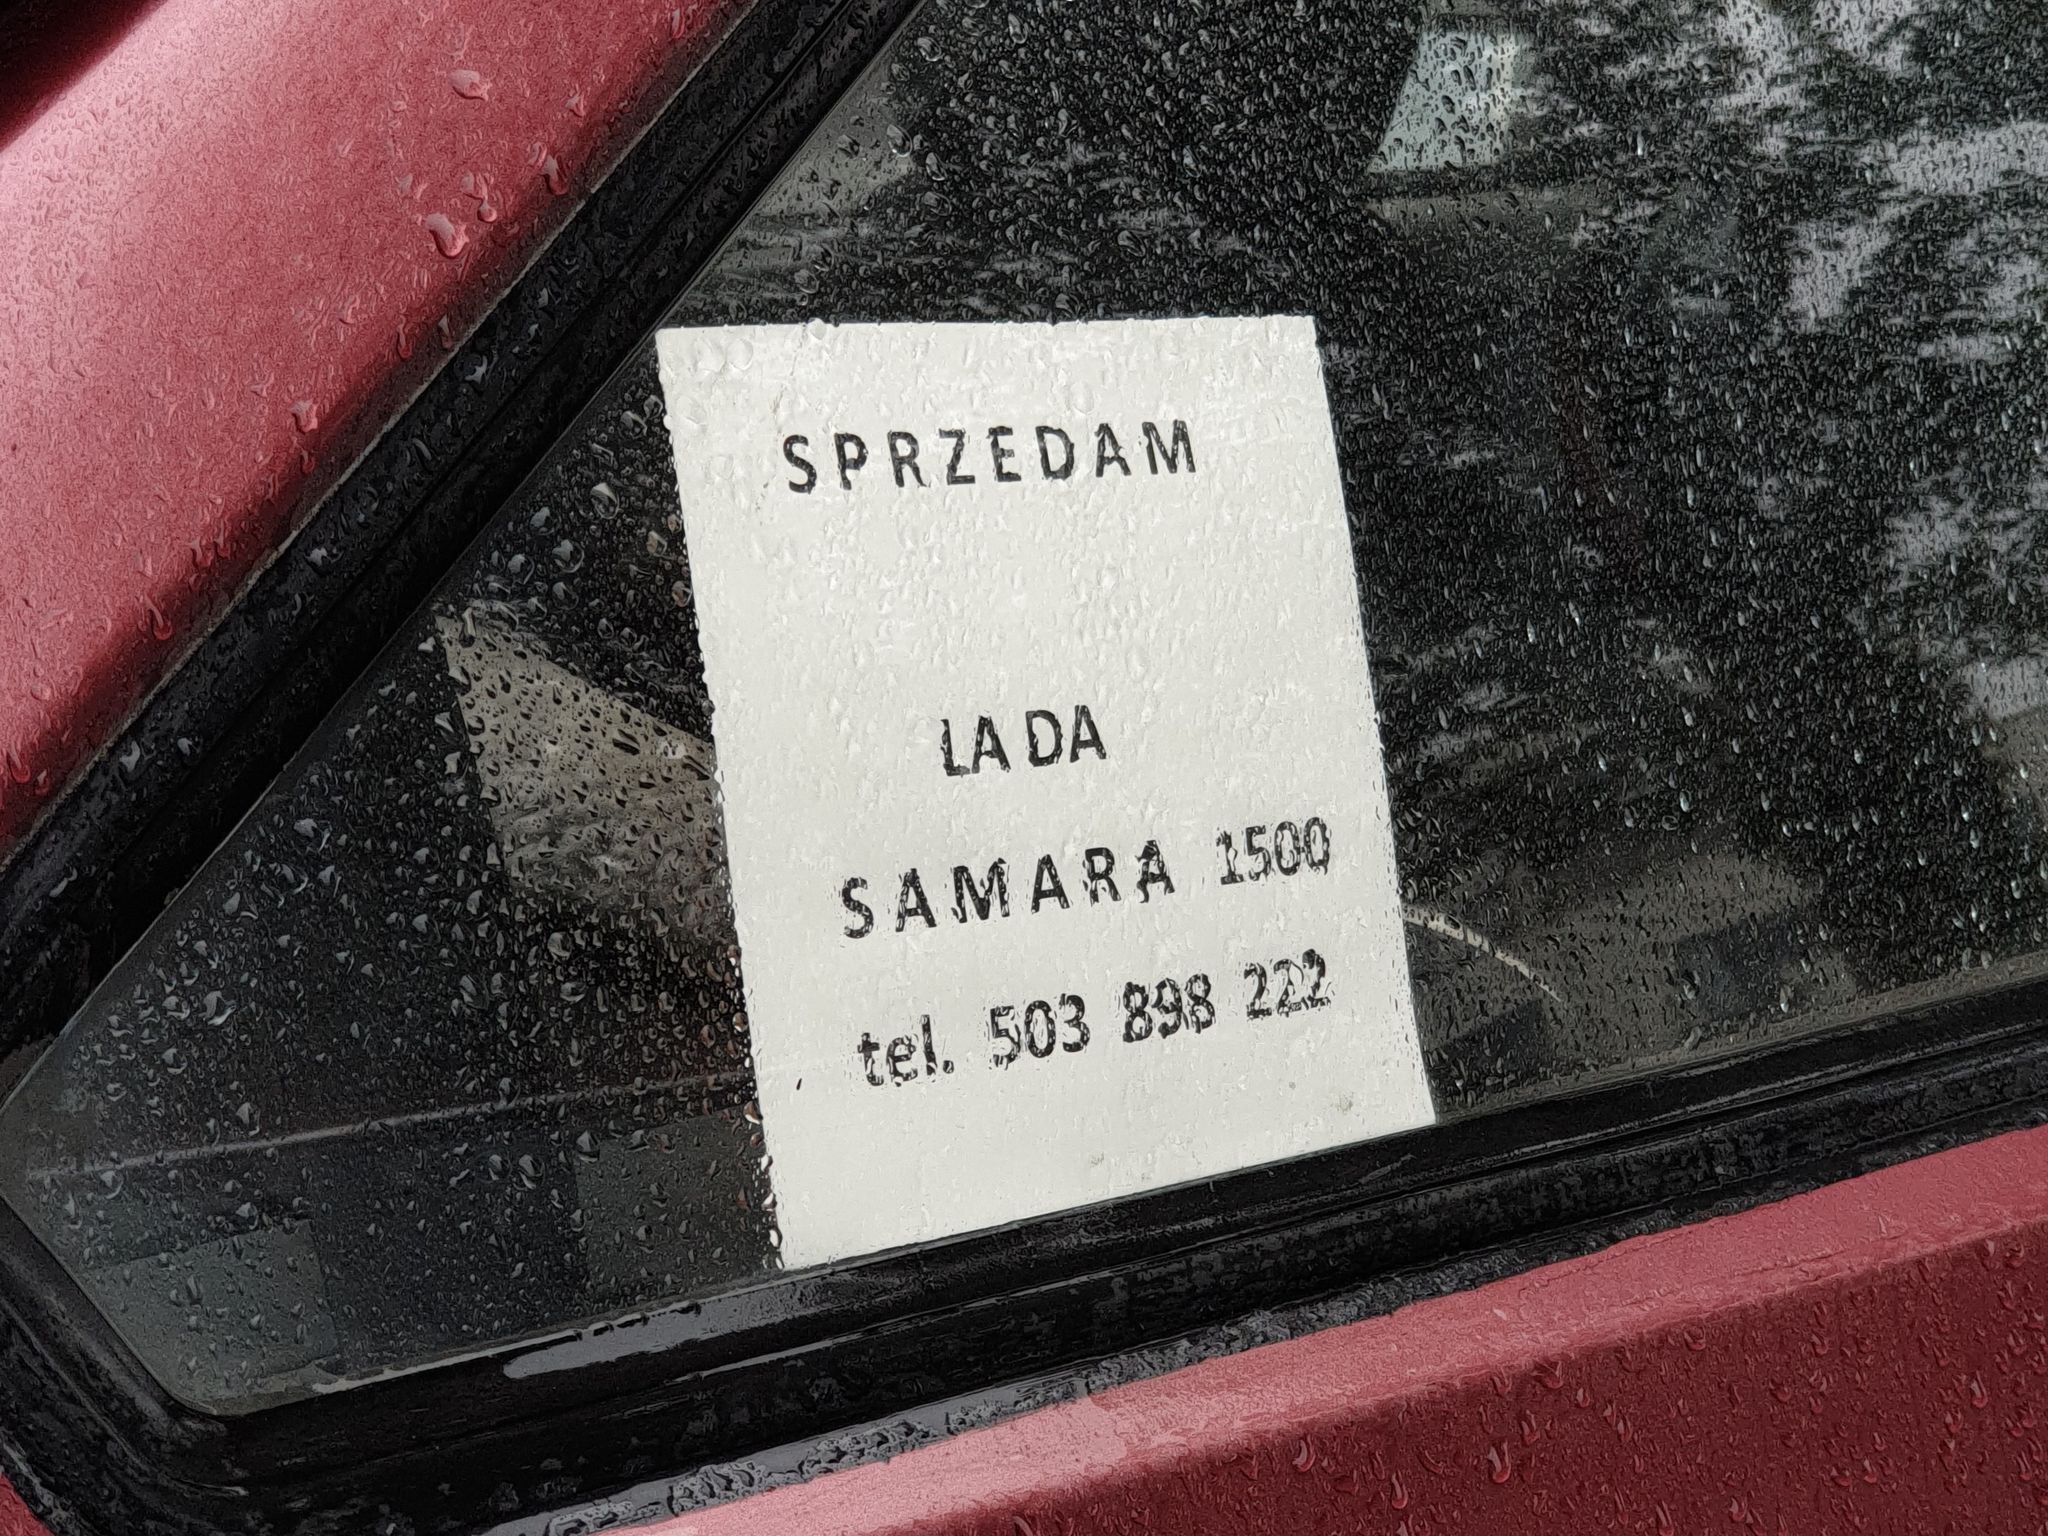 SPRZEDAM
LADA
SAMARA 1500
tel. 503 898 222